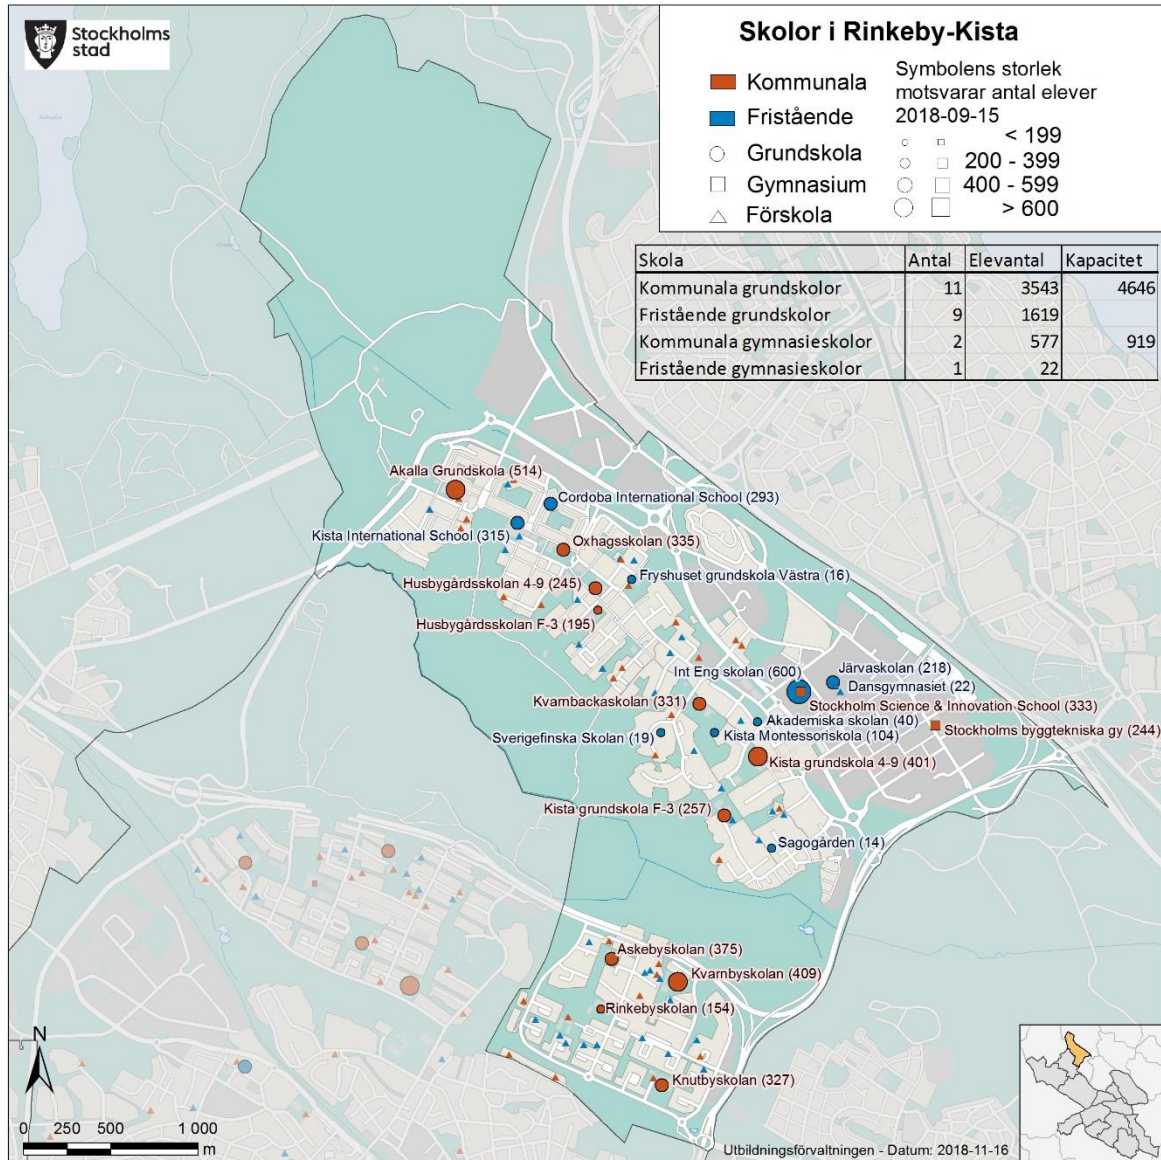 Stockholms
stad
Skolor i Rinkeby-Kista
Kommunala
Fristående
Grundskola
Gymnasium
Förskola
Symbolens storlek
motsvarar antal elever
2018-09-15
< 199
200 - 399
400 - 599
> 600
Skola Antal Elevantal Kapacitet
Kommunala grundskolor 11 3543 4646
Fristående grundskolor 9 1619
Kommunala gymnasieskolor 2 577 919
Fristående gymnasieskolor 1 22
Akalla Grundskola (514)
Cordoba International School (293)
Kista International School (315)
Oxhagsskolan (335)
Husbygårdsskolan 4-9 (245)
Fryshuset grundskola Västra (16)
Husbygårdsskolan F-3 (195)
Int Eng skolan (600)
Järvaskolan (218)
Dansgymnasiet (22)
Kvarnbackaskolan (331)
Stockholm Science & Innovation School (333)
Akademiska skolan (40)
Stockholms byggtekniska gy (244)
Sverigefinska Skolan (19)
Kista Montessoriskola (104)
Kista grundskola 4-9 (401)
Kista grundskola F-3 (257)
Sagogården (14)
Askebyskolan (375)
Kvarnbyskolan (409)
Rinkebyskolan (154)
Knutbyskolan (327)
N
0 250 500 1 000
m
Utbildningsförvaltningen - Datum: 2018-11-16